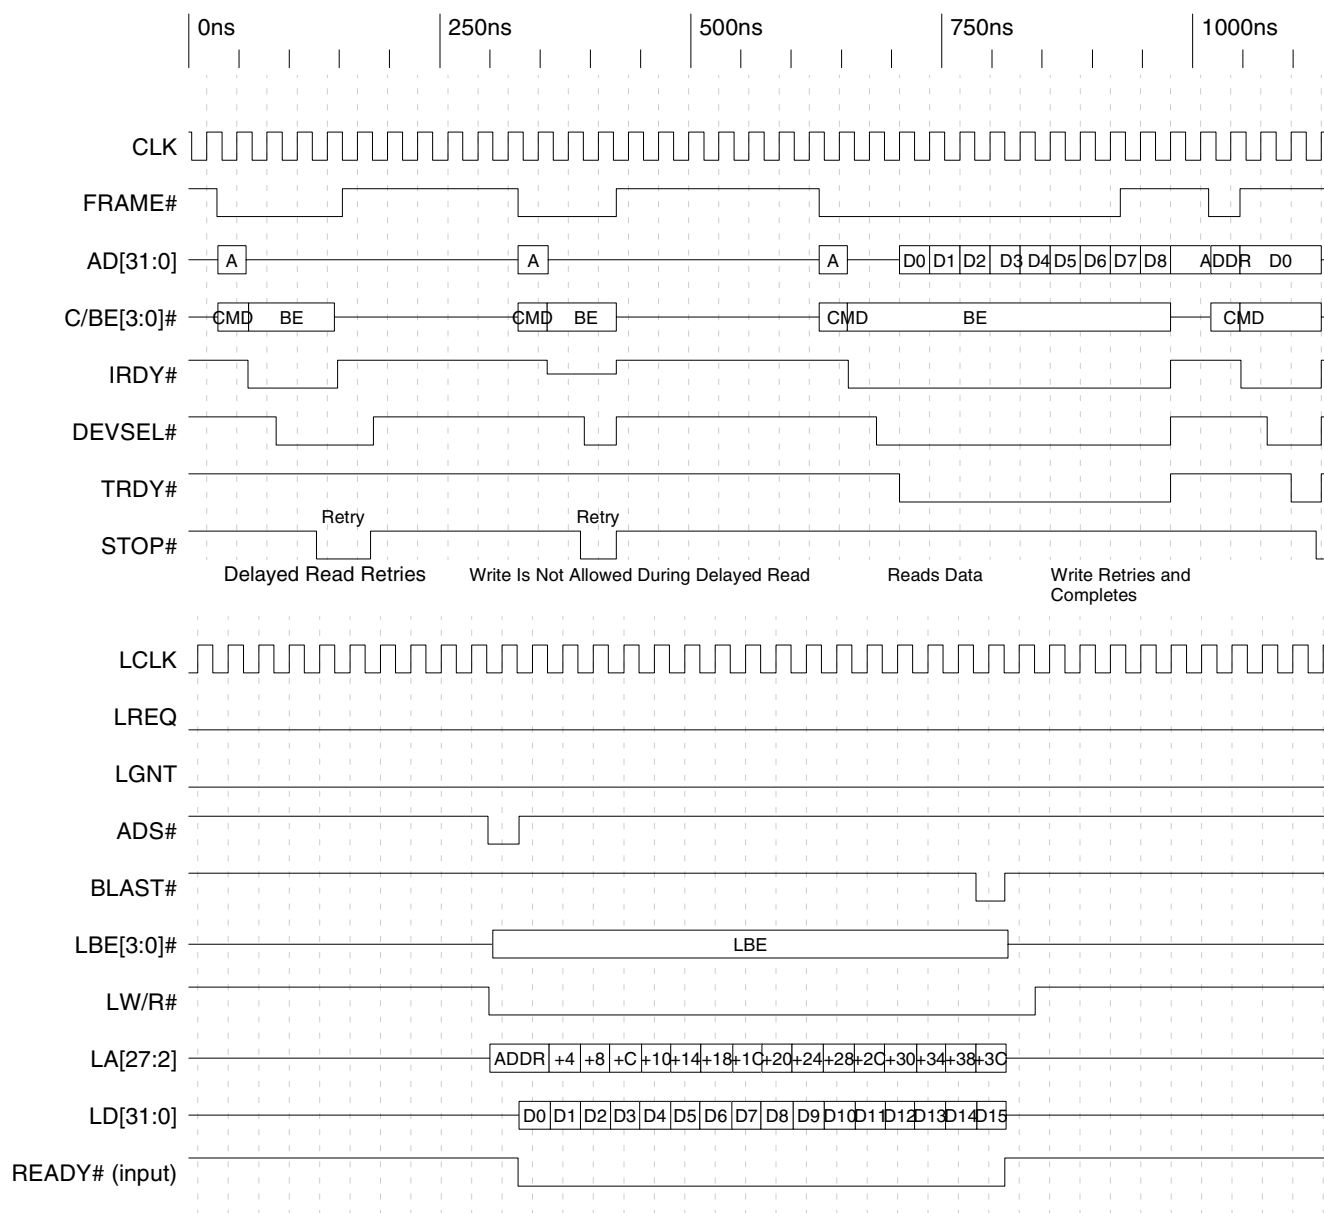 0ns 250ns 500ns 750ns 1000ns
CLK
FRAME#
AD[31:0] A A A D0 D1 D2 D3 D4 D5 D6 D7 D8 ADDR D0
C/BE[3:0]# CMD BE CMD BE CMD BE CMD
IRDY#
DEVSEL#
TRDY#
Retry Retry
STOP#
Delayed Read Retries Write Is Not Allowed During Delayed Read Reads Data Write Retries and
Completes
LCLK
LREQ
LGNT
ADS#
BLAST#
LBE[3:0]# LBE
LW/R#
LA[27:2] ADDR +4 +8 +C +10 +14 +18 +1C +20 +24 +28 +2C +30 +34 +38 +3C
LD[31:0] D0 D1 D2 D3 D4 D5 D6 D7 D8 D9 D10 D11 D12 D13 D14 D15
READY# (input)